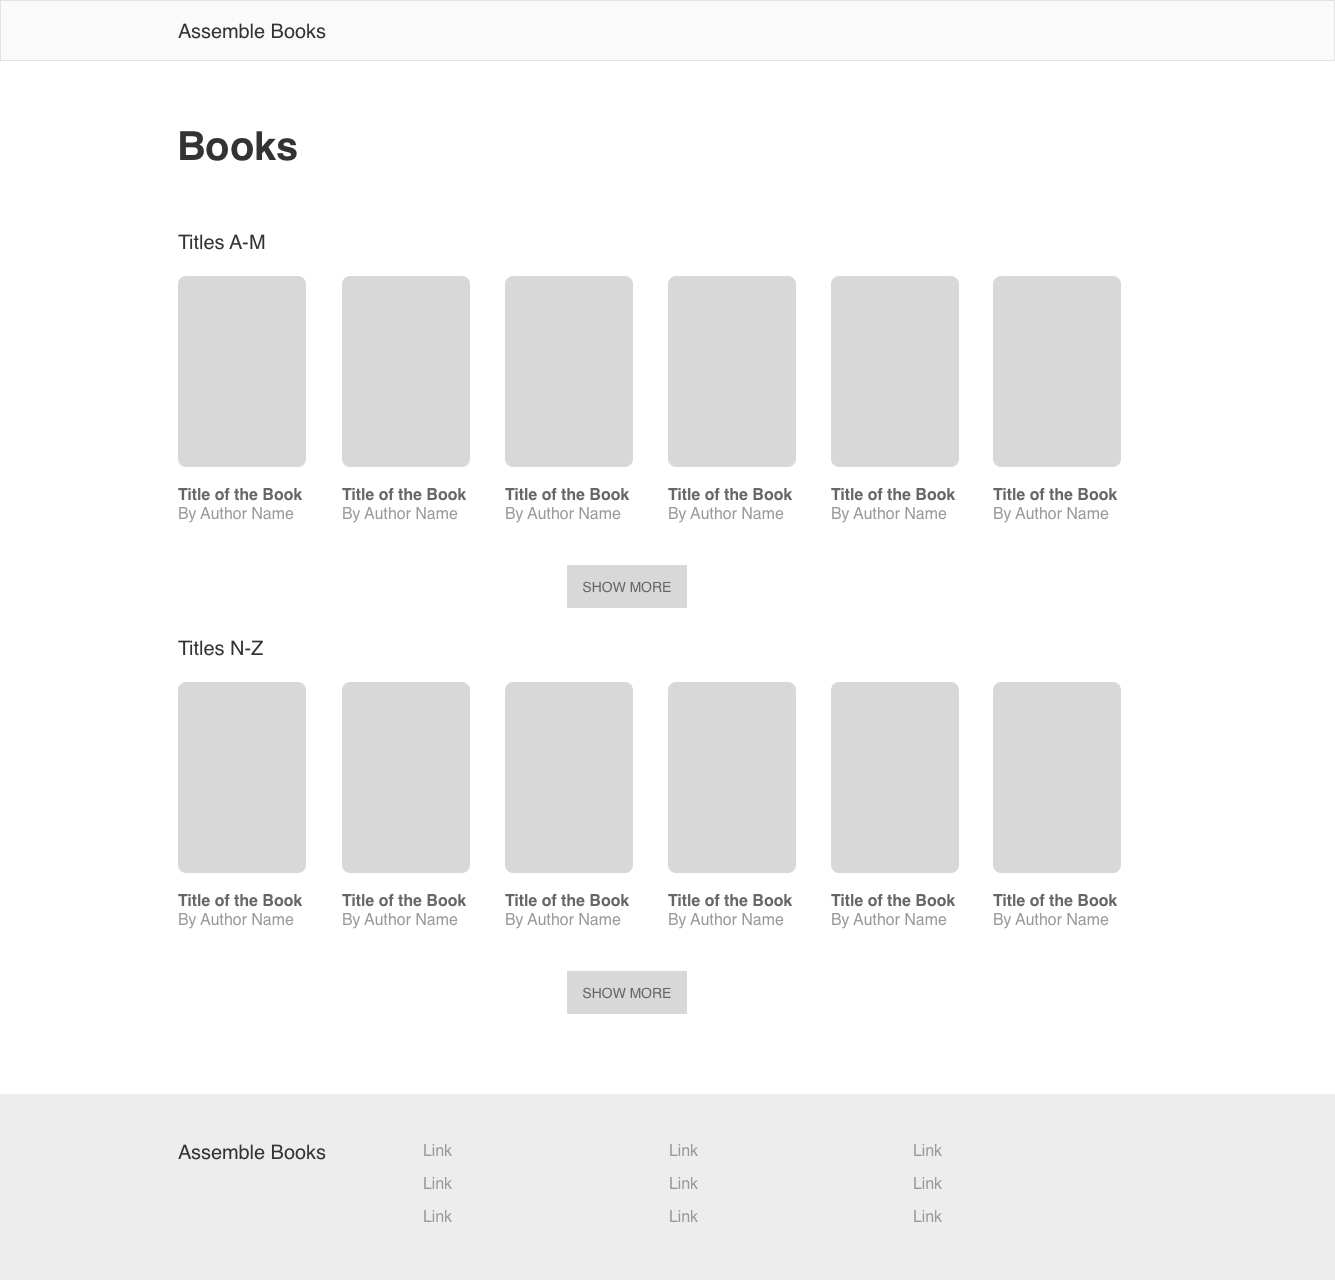 Assemble Books
Books
Titles A-M
Title of the Book Title of the Book Title of the Book Title of the Book Title of the Book Title of the Book
By Author Name By Author Name By Author Name By Author Name By Author Name By Author Name
SHOW MORE
Titles N-Z
Title of the Book Title of the Book Title of the Book Title of the Book Title of the Book Title of the Book
By Author Name By Author Name By Author Name By Author Name By Author Name By Author Name
SHOW MORE
Assemble Books Link Link Link
Link Link Link
Link Link Link